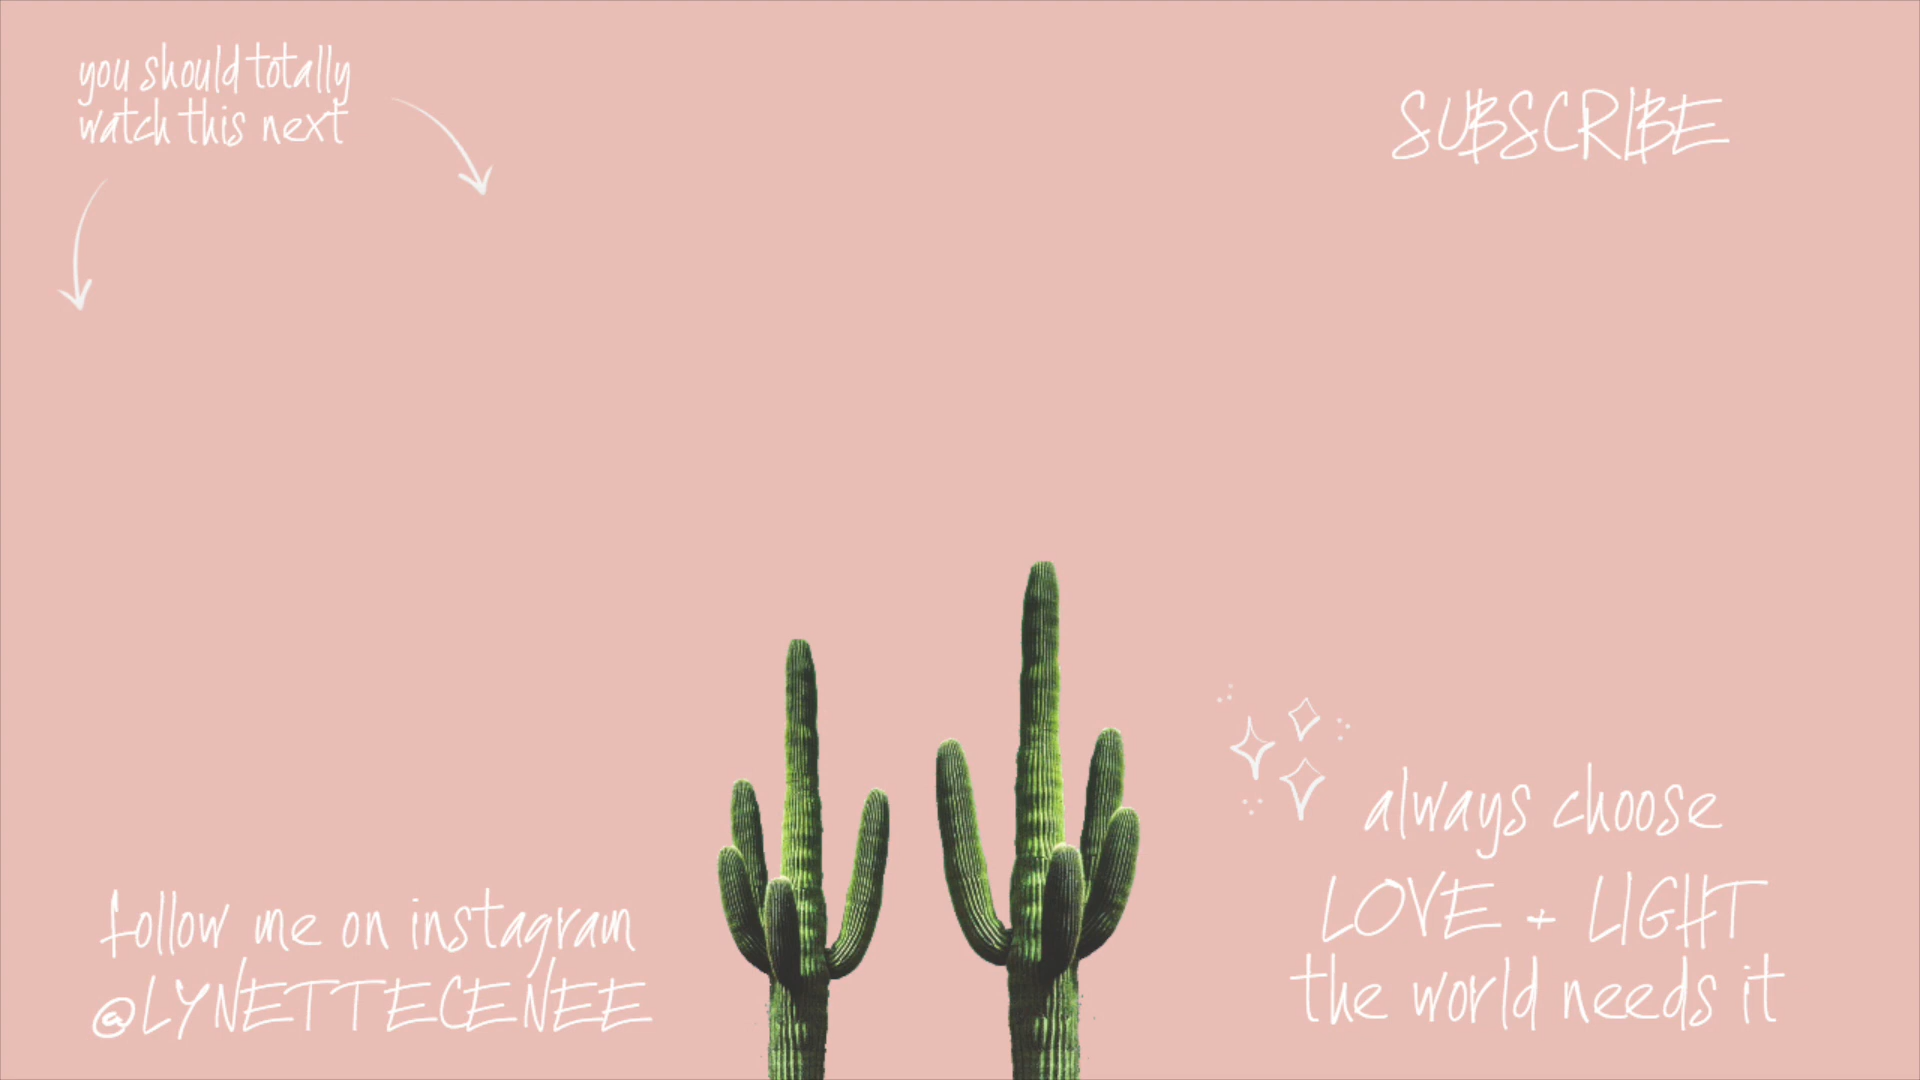 you should totally
watch this next
SUBSCRIBE
always choose
LOVE + LIGHT
the world needs it
follow me on instagram
@LYNETTECENEE